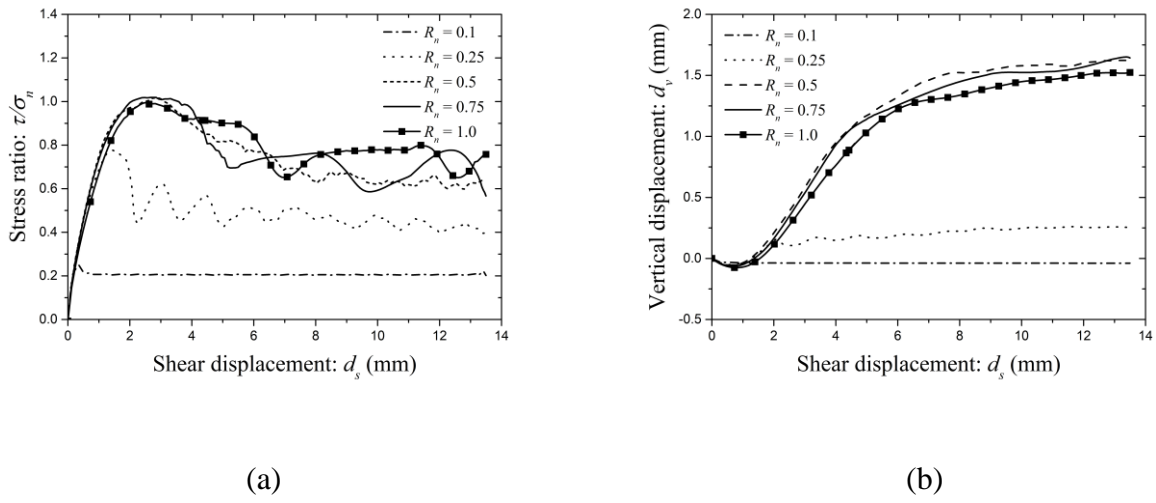 1.4
1.2
1.0
0.8
0.6
0.4
0.2
0.0
0 2 4 6 8 10 12 14
Stress ratio: τ/σn
Shear displacement: ds (mm)
Rn = 0.1
Rn = 0.25
Rn = 0.5
Rn = 0.75
Rn = 1.0
(a)
2.0
1.5
1.0
0.5
0.0
-0.5
0 2 4 6 8 10 12 14
Vertical displacement: dv (mm)
Shear displacement: ds (mm)
Rn = 0.1
Rn = 0.25
Rn = 0.5
Rn = 0.75
Rn = 1.0
(b)